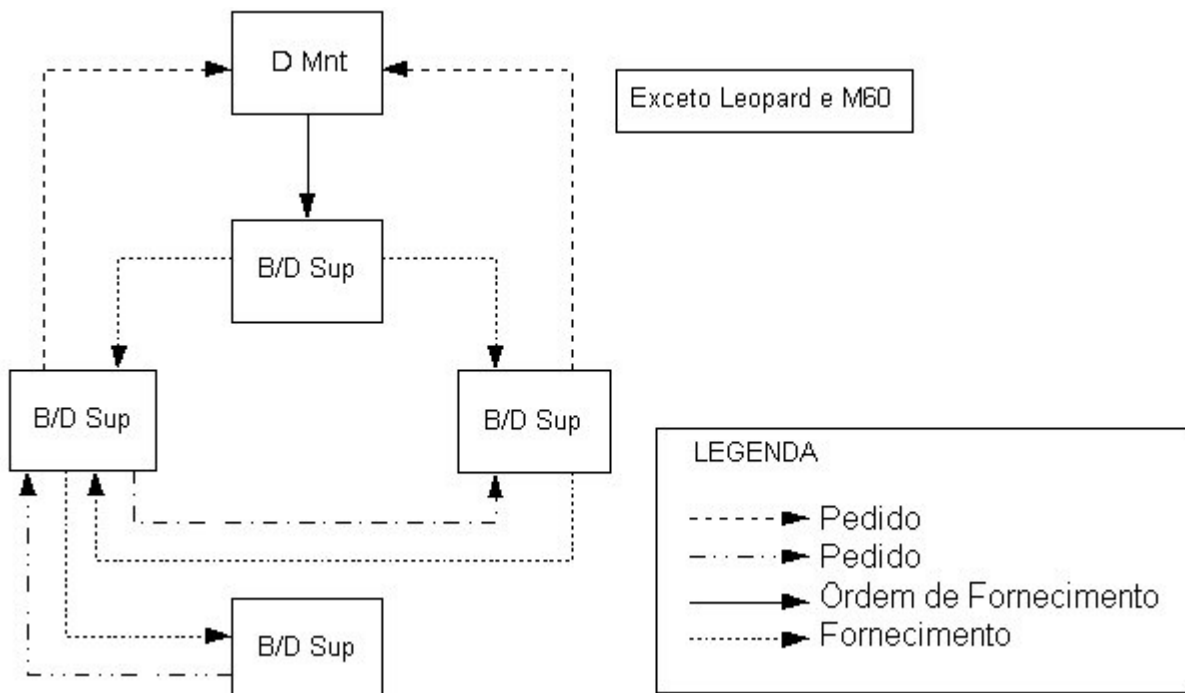 D Mnt
Exceto Leopard e M60
B/D Sup
B/D Sup
B/D Sup
LEGENDA
Pedido
Pedido
Ordem de Fornecimento
Fornecimento
B/D Sup